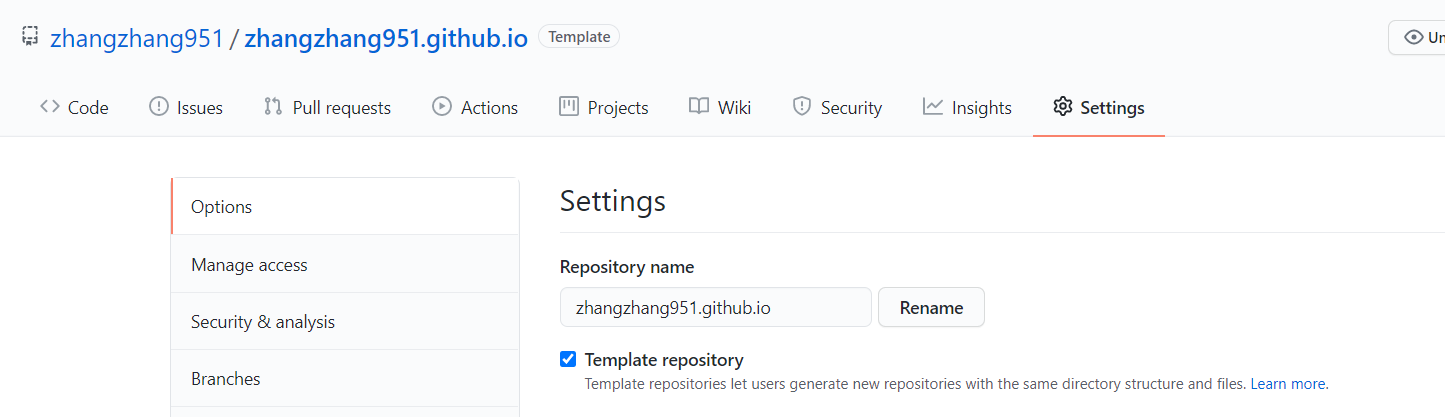 zhangzhang951 / zhangzhang951.github.io Template
Un
Code Issues Pull requests Actions Projects Wiki Security Insights Settings
Options
Manage access
Security & analysis
Branches
Settings
Repository name
zhangzhang951.github.io Rename
Template repository
Template repositories let users generate new repositories with the same directory structure and files. Learn more.